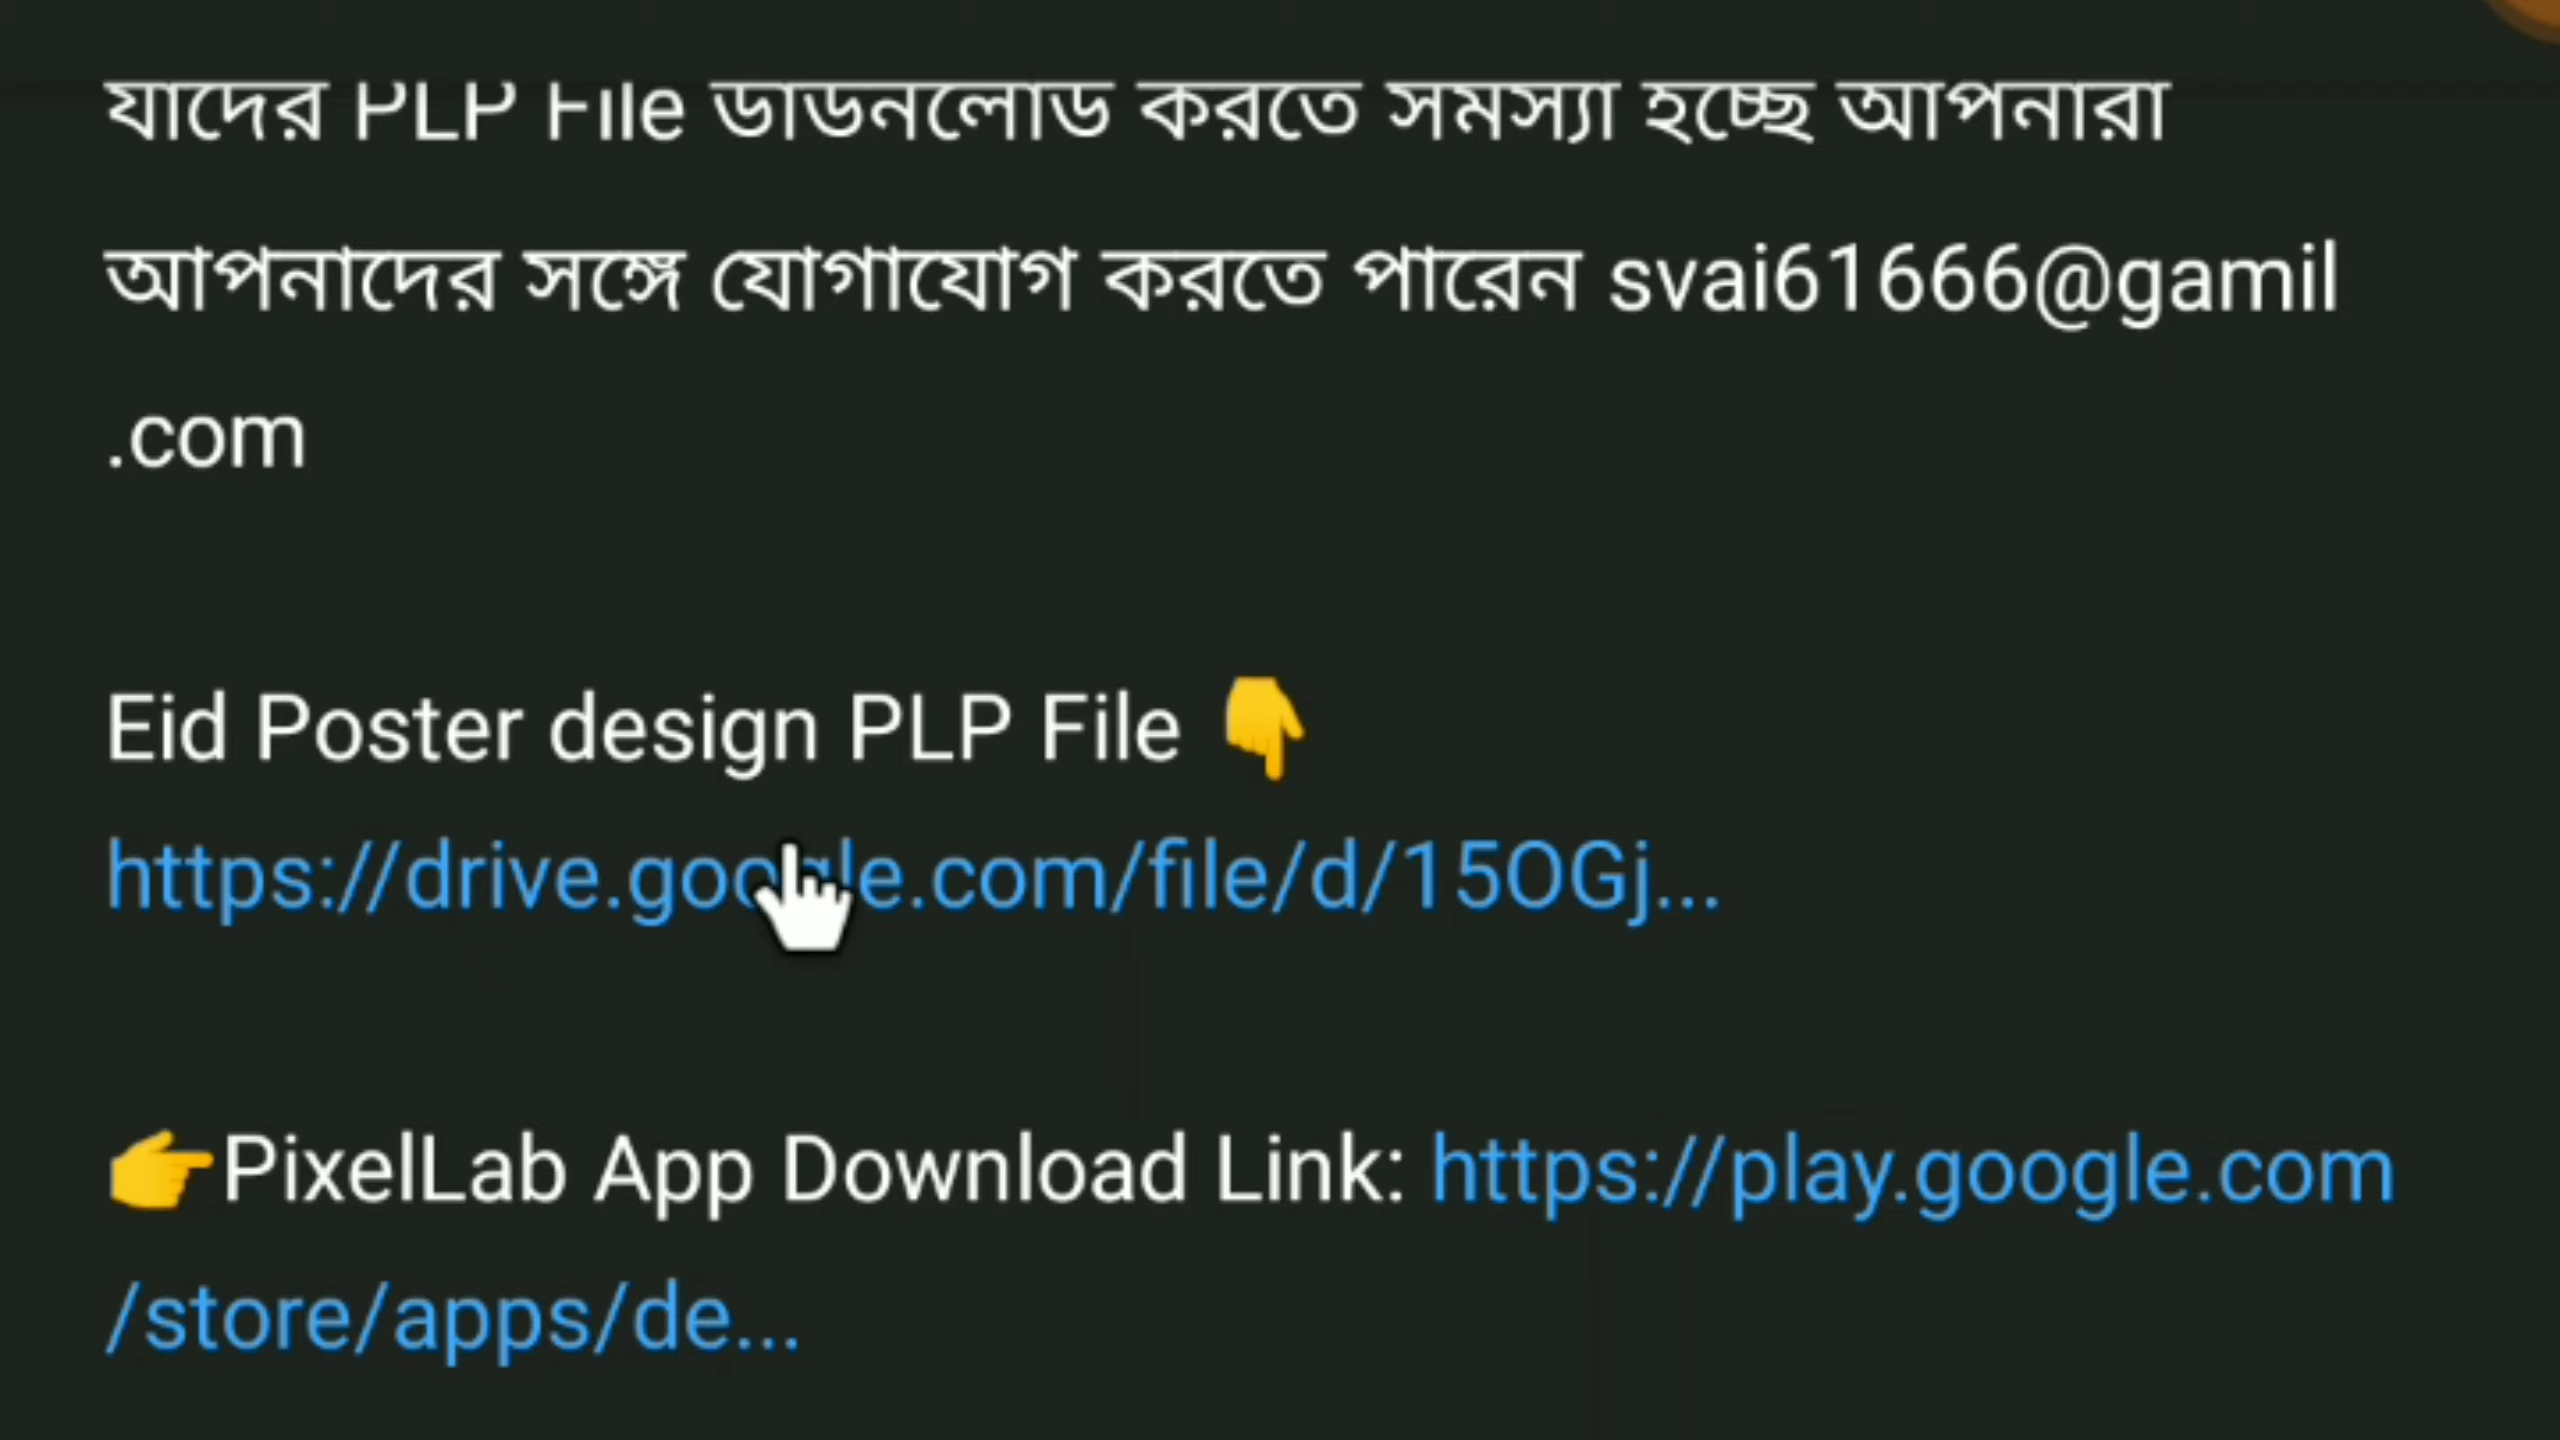 যাদের PLP File ডাডনলোড করতে সমস্যা হচ্ছে আপনারা
আপনাদের সঙ্গে যোগাযোগ করতে পারেন svai61666@gamil
.com
Eid Poster design PLP File 👇
https://drive.google.com/file/d/15OGj...
👉PixelLab App Download Link: https://play.google.com
/store/apps/de...